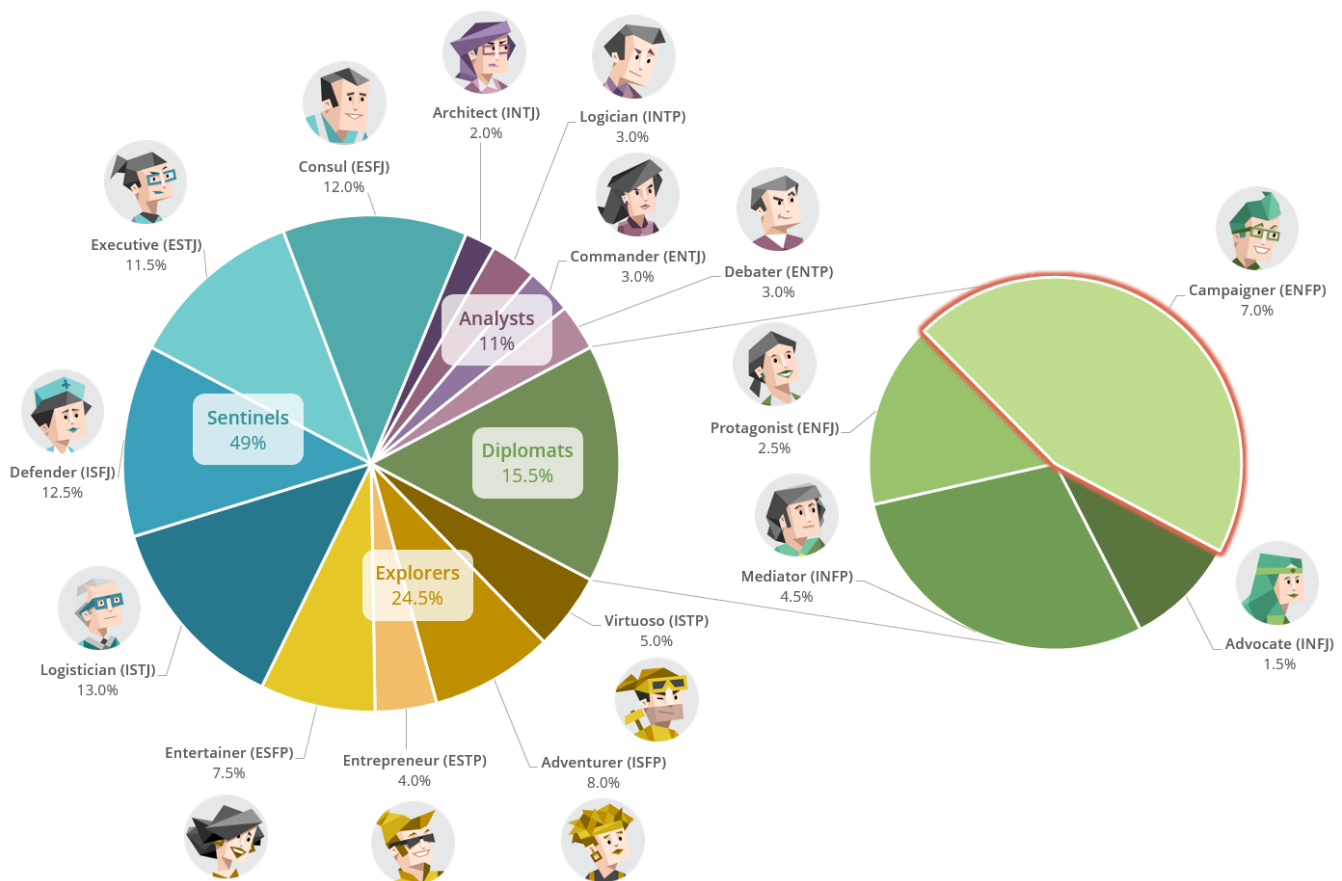 Architect (INTJ)
2.0%
Logician (INTP)
3.0%
Consul (ESFJ)
12.0%
Executive (ESTJ)
11.5%
Commander (ENTJ)
3.0%
Debater (ENTP)
3.0%
Campaigner (ENFP)
7.0%
Analysts
11%
Sentinels
49%
Diplomats
15.5%
Protagonist (ENFJ)
2.5%
Defender (ISFJ)
12.5%
Explorers
24.5%
Mediator (INFP)
4.5%
Virtuoso (ISTP)
5.0%
Advocate (INFJ)
1.5%
Logistician (ISTJ)
13.0%
Entertainer (ESFP)
7.5%
Entrepreneur (ESTP)
4.0%
Adventurer (ISFP)
8.0%